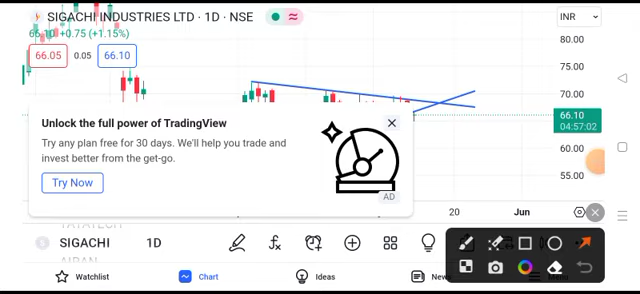 SIGACHI INDUSTRIES LTD · 1D · NSE
INR
66.10 +0.75 (+1.15%)
66.05 0.05 66.10
80.00
75.00
70.00
66.10
04:57:02
60.00
55.00
Unlock the full power of TradingView
Try any plan free for 30 days. We'll help you trade and
invest better from the get-go.
Try Now
AD
20 Jun
TATATECH
SIGACHI 1D
Watchlist
Chart
Ideas
News